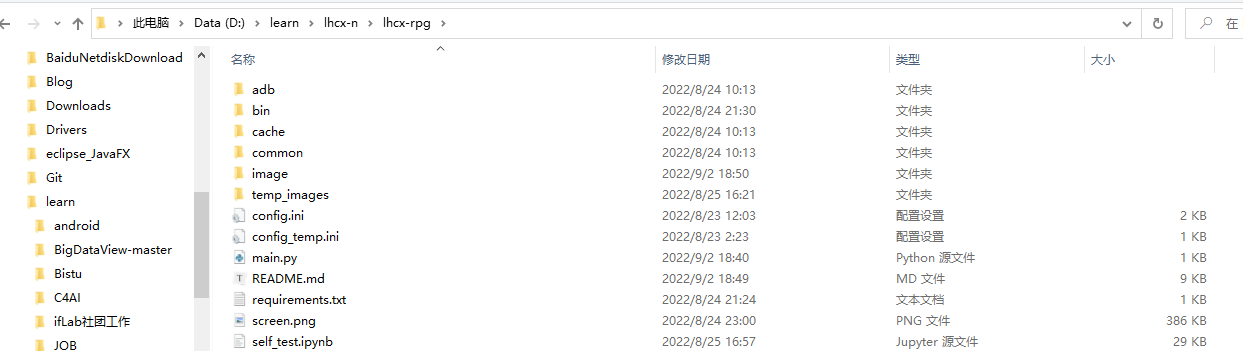 此电脑 > Data (D:) > learn > lhcx-n > lhcx-rpg >
在
BaiduNetdiskDownload
Blog
Downloads
Drivers
eclipse_JavaFX
Git
learn
android
BigDataView-master
Bistu
C4AI
ifLab社团工作
JOB
名称 修改日期 类型 大小
adb 2022/8/24 10:13 文件夹
bin 2022/8/24 21:30 文件夹
cache 2022/8/24 10:13 文件夹
common 2022/8/24 10:13 文件夹
image 2022/9/2 18:50 文件夹
temp_images 2022/8/25 16:21 文件夹
config.ini 2022/8/23 12:03 配置设置 2 KB
config_temp.ini 2022/8/23 2:23 配置设置 1 KB
main.py 2022/9/2 18:40 Python 源文件 1 KB
README.md 2022/9/2 18:49 MD 文件 9 KB
requirements.txt 2022/8/24 21:24 文本文档 1 KB
screen.png 2022/8/24 23:00 PNG 文件 386 KB
self_test.ipynb 2022/8/25 16:57 Jupyter 源文件 29 KB